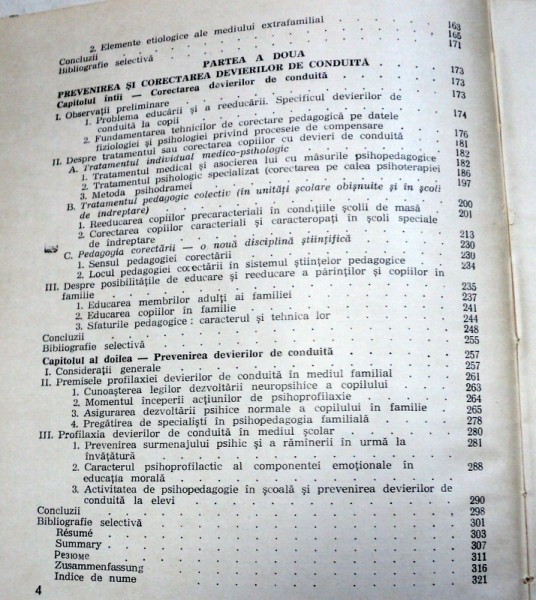 2. Elemente etiologice ale mediului extrafamilial . . . 163
Concluzii . . . 165
Bibliografie selectivă . . . 171
PARTEA A DOUA
PREVENIREA ȘI CORECTAREA DEVIERILOR DE CONDUITĂ . 173
Capitolul întîi — Corectarea devierilor de conduită . . . 173
I. Observații preliminare . . . 173
1. Problema educării și a reeducării. Specificul devierilor de
conduită la copii . . . 174
2. Fundamentarea tehnicilor de corectare pedagogică pe datele
fiziologiei și psihologiei privind procesele de compensare . 176
II. Despre tratamentul sau corectarea copiilor cu devieri de conduită 181
A. Tratamentul individual medico-psihologic . . . 182
1. Tratamentul medical și asocierea lui cu măsurile psihopedagogice 182
2. Tratamentul psihologic specializat (corectarea pe calea psihoterapiei 186
3. Metoda psihodramei . . . 197
B. Tratamentul pedagogic colectiv (în unități școlare obișnuite și în școli
de îndreptare) . . . 200
1. Reeducarea copiilor precaracteriali în condițiile școlii de masă 201
2. Corectarea copiilor caracteriali și caracteropați în școli speciale
de îndreptare . . . 213
C. Pedagogia corectării — o nouă disciplină științifică . . . 230
1. Sensul pedagogiei corectării . . . 230
2. Locul pedagogiei corectării în sistemul științelor pedagogice . 234
III. Despre posibilitățile de educare și reeducare a părinților și copiilor în
familie . . . 235
1. Educarea membrilor adulți ai familiei . . . 237
2. Educarea copiilor în familie . . . 241
3. Sfaturile pedagogice : caracterul și tehnica lor . . . 244
Concluzii . . . 248
Bibliografie selectivă . . . 255
Capitolul al doilea — Prevenirea devierilor de conduită . . . 257
I. Considerații generale . . . 257
II. Premisele profilaxiei devierilor de conduită în mediul familial . 261
1. Cunoașterea legilor dezvoltării neuropsihice a copilului . 263
2. Momentul începerii acțiunilor de psihoprofilaxie . . . 264
3. Asigurarea dezvoltării psihice normale a copilului în familie . 265
4. Pregătirea de specialiști în psihopedagogia familială . . . 278
III. Profilaxia devierilor de conduită în mediul școlar . . . 280
1. Prevenirea surmenajului psihic și a rămînerii în urmă la
învățătură . . . 281
2. Caracterul psihoprofilactic al componentei emoționale în
educația morală . . . 288
3. Activitatea de psihopedagogie în școală și prevenirea devierilor de
conduită la elevi . . . 290
Concluzii . . . 298
Bibliografie selectivă . . . 301
Résumé . . . 303
Summary . . . 307
Резюме . . . 311
Zusammenfassung . . . 316
Indice de nume . . . 321
4